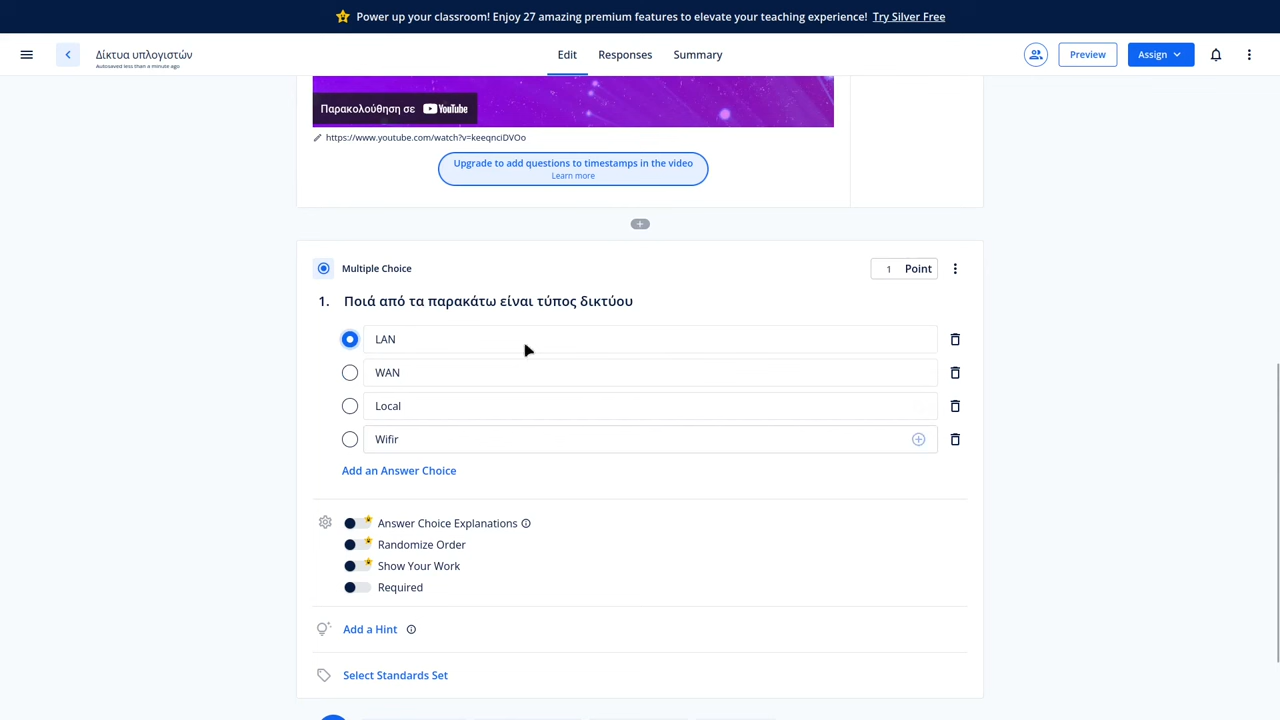 Power up your classroom! Enjoy 27 amazing premium features to elevate your teaching experience! Try Silver Free
Δίκτυα υπλογιστών
Autosaved less than a minute ago
Edit
Responses
Summary
Preview
Assign
Παρακολούθηση σε YouTube
https://www.youtube.com/watch?v=keeqnciDVOo
Upgrade to add questions to timestamps in the video
Learn more
Multiple Choice
1 Point
1. Ποιά από τα παρακάτω είναι τύπος δικτύου
LAN
WAN
Local
Wifir
Add an Answer Choice
Answer Choice Explanations
Randomize Order
Show Your Work
Required
Add a Hint
Select Standards Set